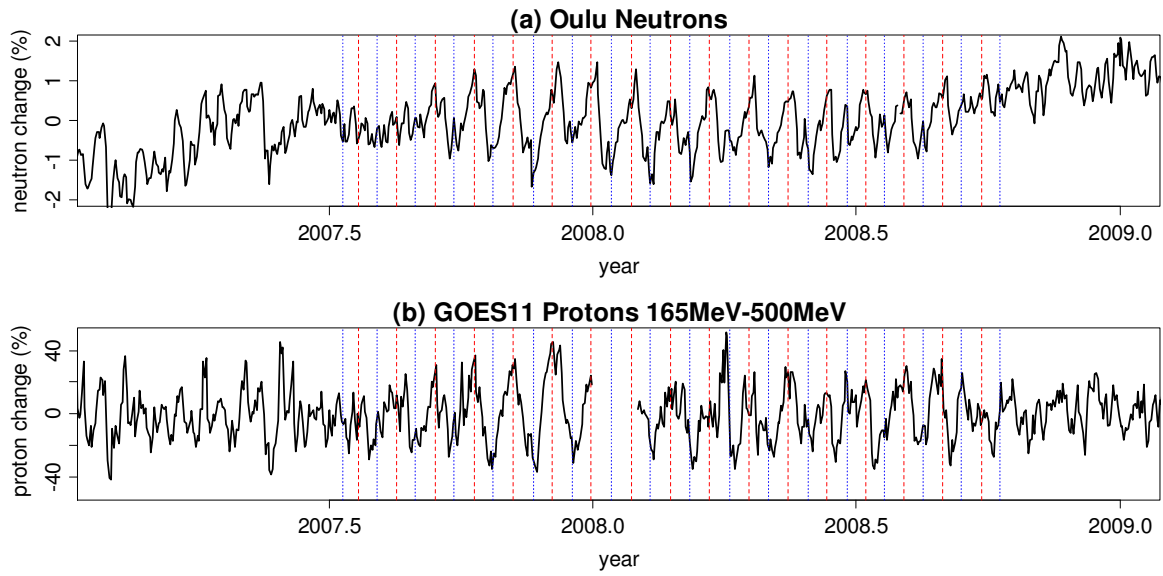 (a) Oulu Neutrons
neutron change (%)
2
1
0
-1
-2
2007.5 2008.0 2008.5 2009.0
year
(b) GOES11 Protons 165MeV-500MeV
proton change (%)
40
0
-40
2007.5 2008.0 2008.5 2009.0
year